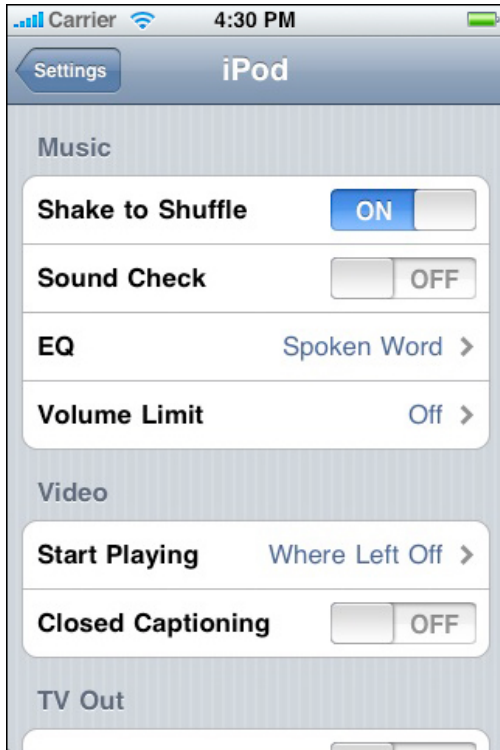 Carrier 4:30 PM
Settings iPod
Music
Shake to Shuffle ON
Sound Check OFF
EQ Spoken Word
Volume Limit Off
Video
Start Playing Where Left Off
Closed Captioning OFF
TV Out